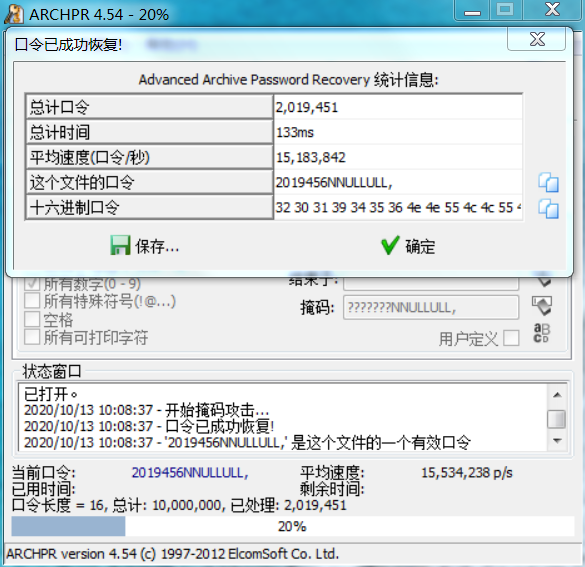 ARCHPR 4.54 - 20%
口令已成功恢复!
Advanced Archive Password Recovery 统计信息:
总计口令 2,019,451
总计时间 133ms
平均速度(口令/秒) 15,183,842
这个文件的口令 2019456NNULLULL,
十六进制口令 32 30 31 39 34 35 36 4e 4e 55 4c 4c 55 4
保存... 确定
所有数字(0 - 9) 结束于:
所有特殊符号(!@...) 掩码: ???????NNULLULL,
空格
所有可打印字符 用户定义
状态窗口
已打开。
2020/10/13 10:08:37 - 开始掩码攻击...
2020/10/13 10:08:37 - 口令已成功恢复!
2020/10/13 10:08:37 - '2019456NNULLULL,' 是这个文件的一个有效口令
当前口令: 2019456NNULLULL, 平均速度: 15,534,238 p/s
已用时间: 剩余时间:
口令长度 = 16, 总计: 10,000,000, 已处理: 2,019,451
20%
ARCHPR version 4.54 (c) 1997-2012 ElcomSoft Co. Ltd.